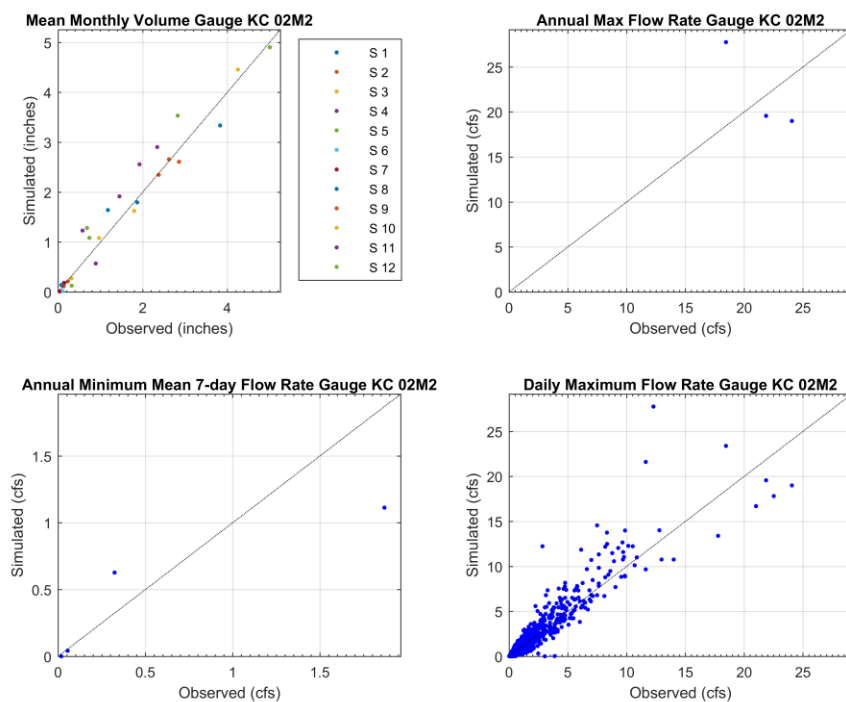 Mean Monthly Volume Gauge KC 02M2
5
4
3
2
1
0
Simulated (inches)
0
2
4
Observed (inches)
S 1
S 2
S 3
S 4
S 5
S 6
S 7
S 8
S 9
S 10
S 11
S 12
Annual Max Flow Rate Gauge KC 02M2
25
20
15
10
5
0
Simulated (cfs)
0
5
10
15
20
25
Observed (cfs)
Annual Minimum Mean 7-day Flow Rate Gauge KC 02M2
1.5
1
0.5
0
Simulated (cfs)
0
0.5
1
1.5
Observed (cfs)
Daily Maximum Flow Rate Gauge KC 02M2
25
20
15
10
5
0
Simulated (cfs)
0
5
10
15
20
25
Observed (cfs)